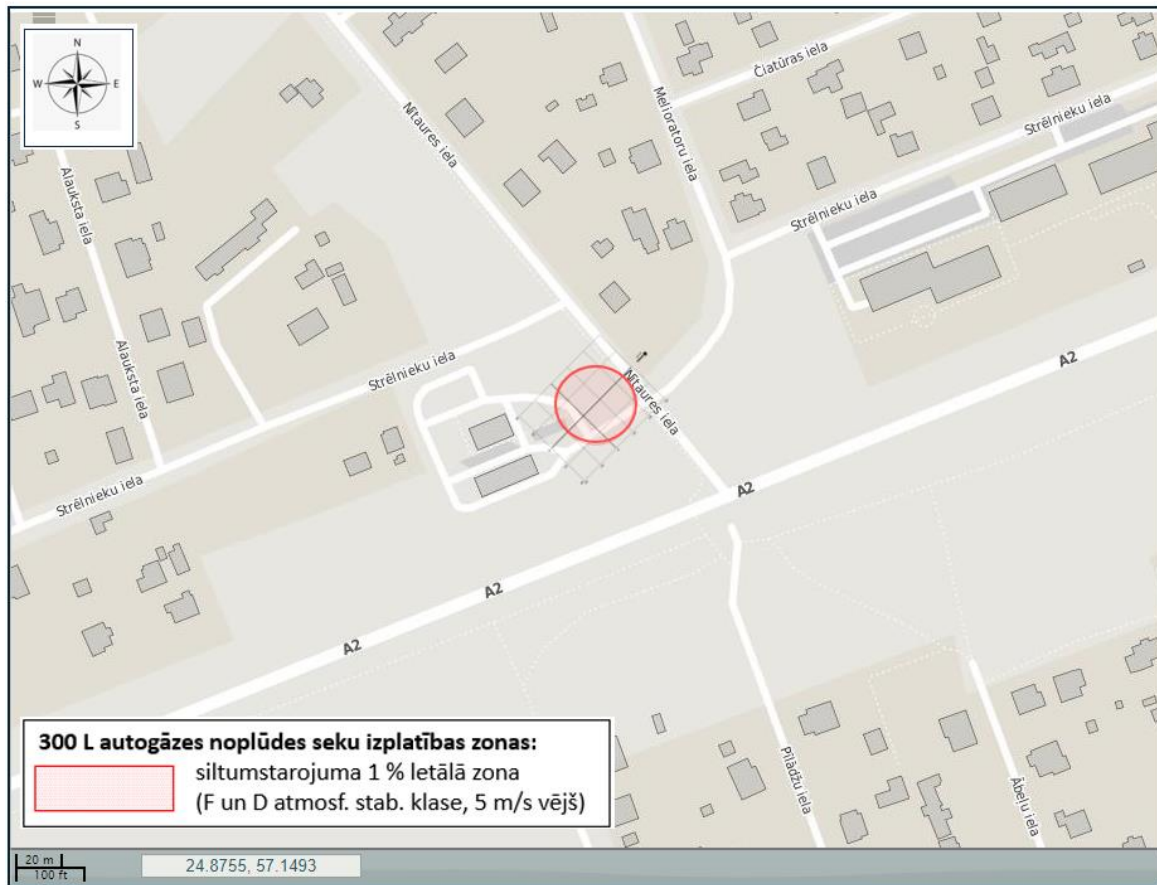 N
W
E
S
Nītaures iela
Čiatūras iela
Melioratoru iela
Strēlnieku iela
Strēlnieku iela
Alauksta iela
Alauksta iela
Strēlnieku iela
Nītaures iela
A2
Strēlnieku iela
A2
A2
A2
Pīlādžu iela
Ābeļu iela
300 L autogāzes noplūdes seku izplatības zonas:
siltumstarojuma 1 % letālā zona
(F un D atmosf. stab. klase, 5 m/s vējš)
20 m
100 ft
24.8755, 57.1493